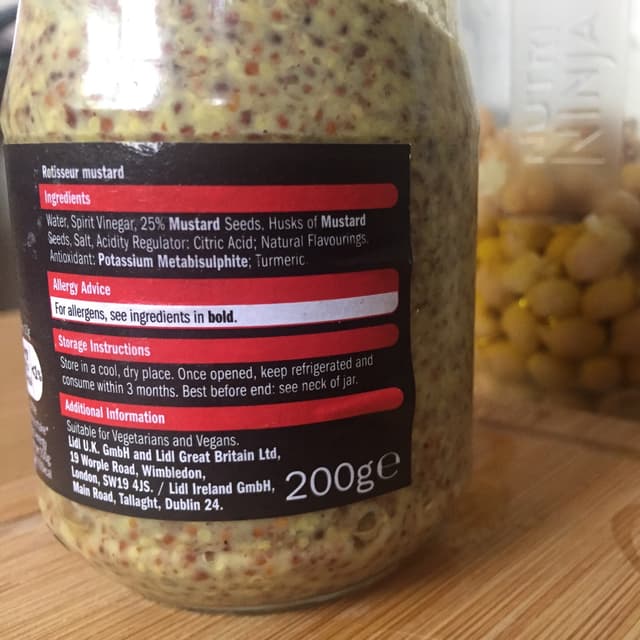 Rotisseur mustard
Ingredients
Water, Spirit Vinegar, 25% Mustard Seeds, Husks of Mustard
Seeds, Salt, Acidity Regulator: Citric Acid; Natural Flavourings,
Antioxidant: Potassium Metabisulphite; Turmeric.
Allergy Advice
For allergens, see ingredients in bold.
Storage Instructions
Store in a cool, dry place. Once opened, keep refrigerated and
consume within 3 months. Best before end: see neck of jar.
Additional Information
Suitable for Vegetarians and Vegans.
Lidl U.K. GmbH and Lidl Great Britain Ltd,
19 Worple Road, Wimbledon,
London, SW19 4JS. / Lidl Ireland GmbH,
Main Road, Tallaght, Dublin 24.
200g e
NUTRI
NINJA